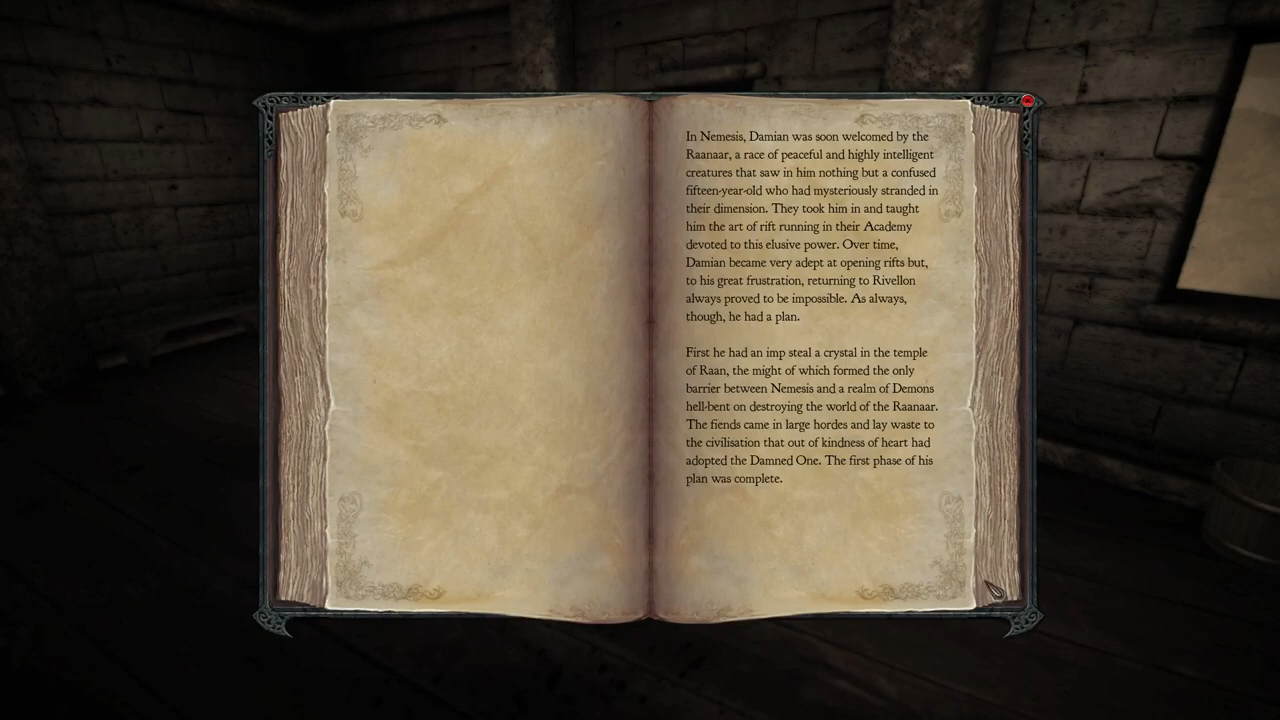 In Nemesis, Damian was soon welcomed by the
Raanaar, a race of peaceful and highly intelligent
creatures that saw in him nothing but a confused
fifteen-year-old who had mysteriously stranded in
their dimension. They took him in and taught
him the art of rift running in their Academy
devoted to this elusive power. Over time,
Damian became very adept at opening rifts but,
to his great frustration, returning to Rivellon
always proved to be impossible. As always,
though, he had a plan.
First he had an imp steal a crystal in the temple
of Raan, the might of which formed the only
barrier between Nemesis and a realm of Demons
hell-bent on destroying the world of the Raanaar.
The fiends came in large hordes and lay waste to
the civilisation that out of kindness of heart had
adopted the Damned One. The first phase of his
plan was complete.